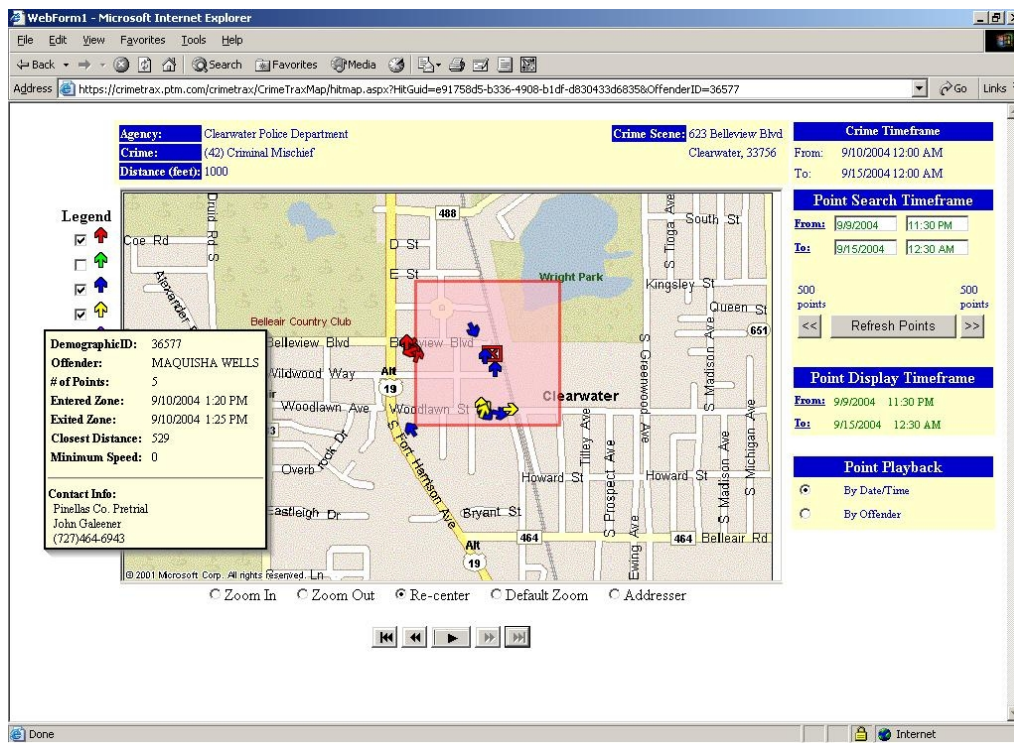 WebForm1 - Microsoft Internet Explorer
File Edit View Favorites Tools Help
Back Search Favorites Media
Address https://crimetrax.ptm.com/crimetrax/CrimeTraxMap/hitmap.aspx?HitGuid=e91758d5-b336-4908-b1df-d830433d6835&OffenderID=36577 Go Links
Agency: Clearwater Police Department
Crime: (42) Criminal Mischief
Distance (feet): 1000
Crime Scene: 623 Belleview Blvd
Clearwater, 33756
Crime Timeframe
From: 9/10/2004 12:00 AM
To: 9/15/2004 12:00 AM
Point Search Timeframe
From: 9/9/2004 11:30 PM
To: 9/15/2004 12:30 AM
500 points
500 points
<< Refresh Points >>
Point Display Timeframe
From: 9/9/2004 11:30 PM
To: 9/15/2004 12:30 AM
Point Playback
By Date/Time
By Offender
Legend
DemographicID: 36577
Offender: MAQUISHA WELLS
# of Points: 5
Entered Zone: 9/10/2004 1:20 PM
Exited Zone: 9/10/2004 1:25 PM
Closest Distance: 529
Minimum Speed: 0
Contact Info:
Pinellas Co. Pretrial
John Galeener
(727)464-6943
Druid Rd S
488
S Tioga Ave
South St
Coe Rd
D St
E St
Wright Park
Kingsley St
Alexander
Queen St
Belleair Country Club
651
Belleview Blvd
Blvd
Wildwood Way
Alt
19
S Greenwood Ave
S Madison Ave
Clearwater
Woodlawn Ave
Woodlawn St
S Fort Harrison Ave
Tilley Ave
S Prospect Ave
S Michigan Ave
Overbrook Dr
Howard St
Howard St
S Madison Ave
Eastleigh Dr
Bryant St
Ewing Ave
464
464
Belleair Rd
Alt
19
Ln
© 2001 Microsoft Corp. All rights reserved.
Zoom In Zoom Out Re-center Default Zoom Addresser
Done Internet